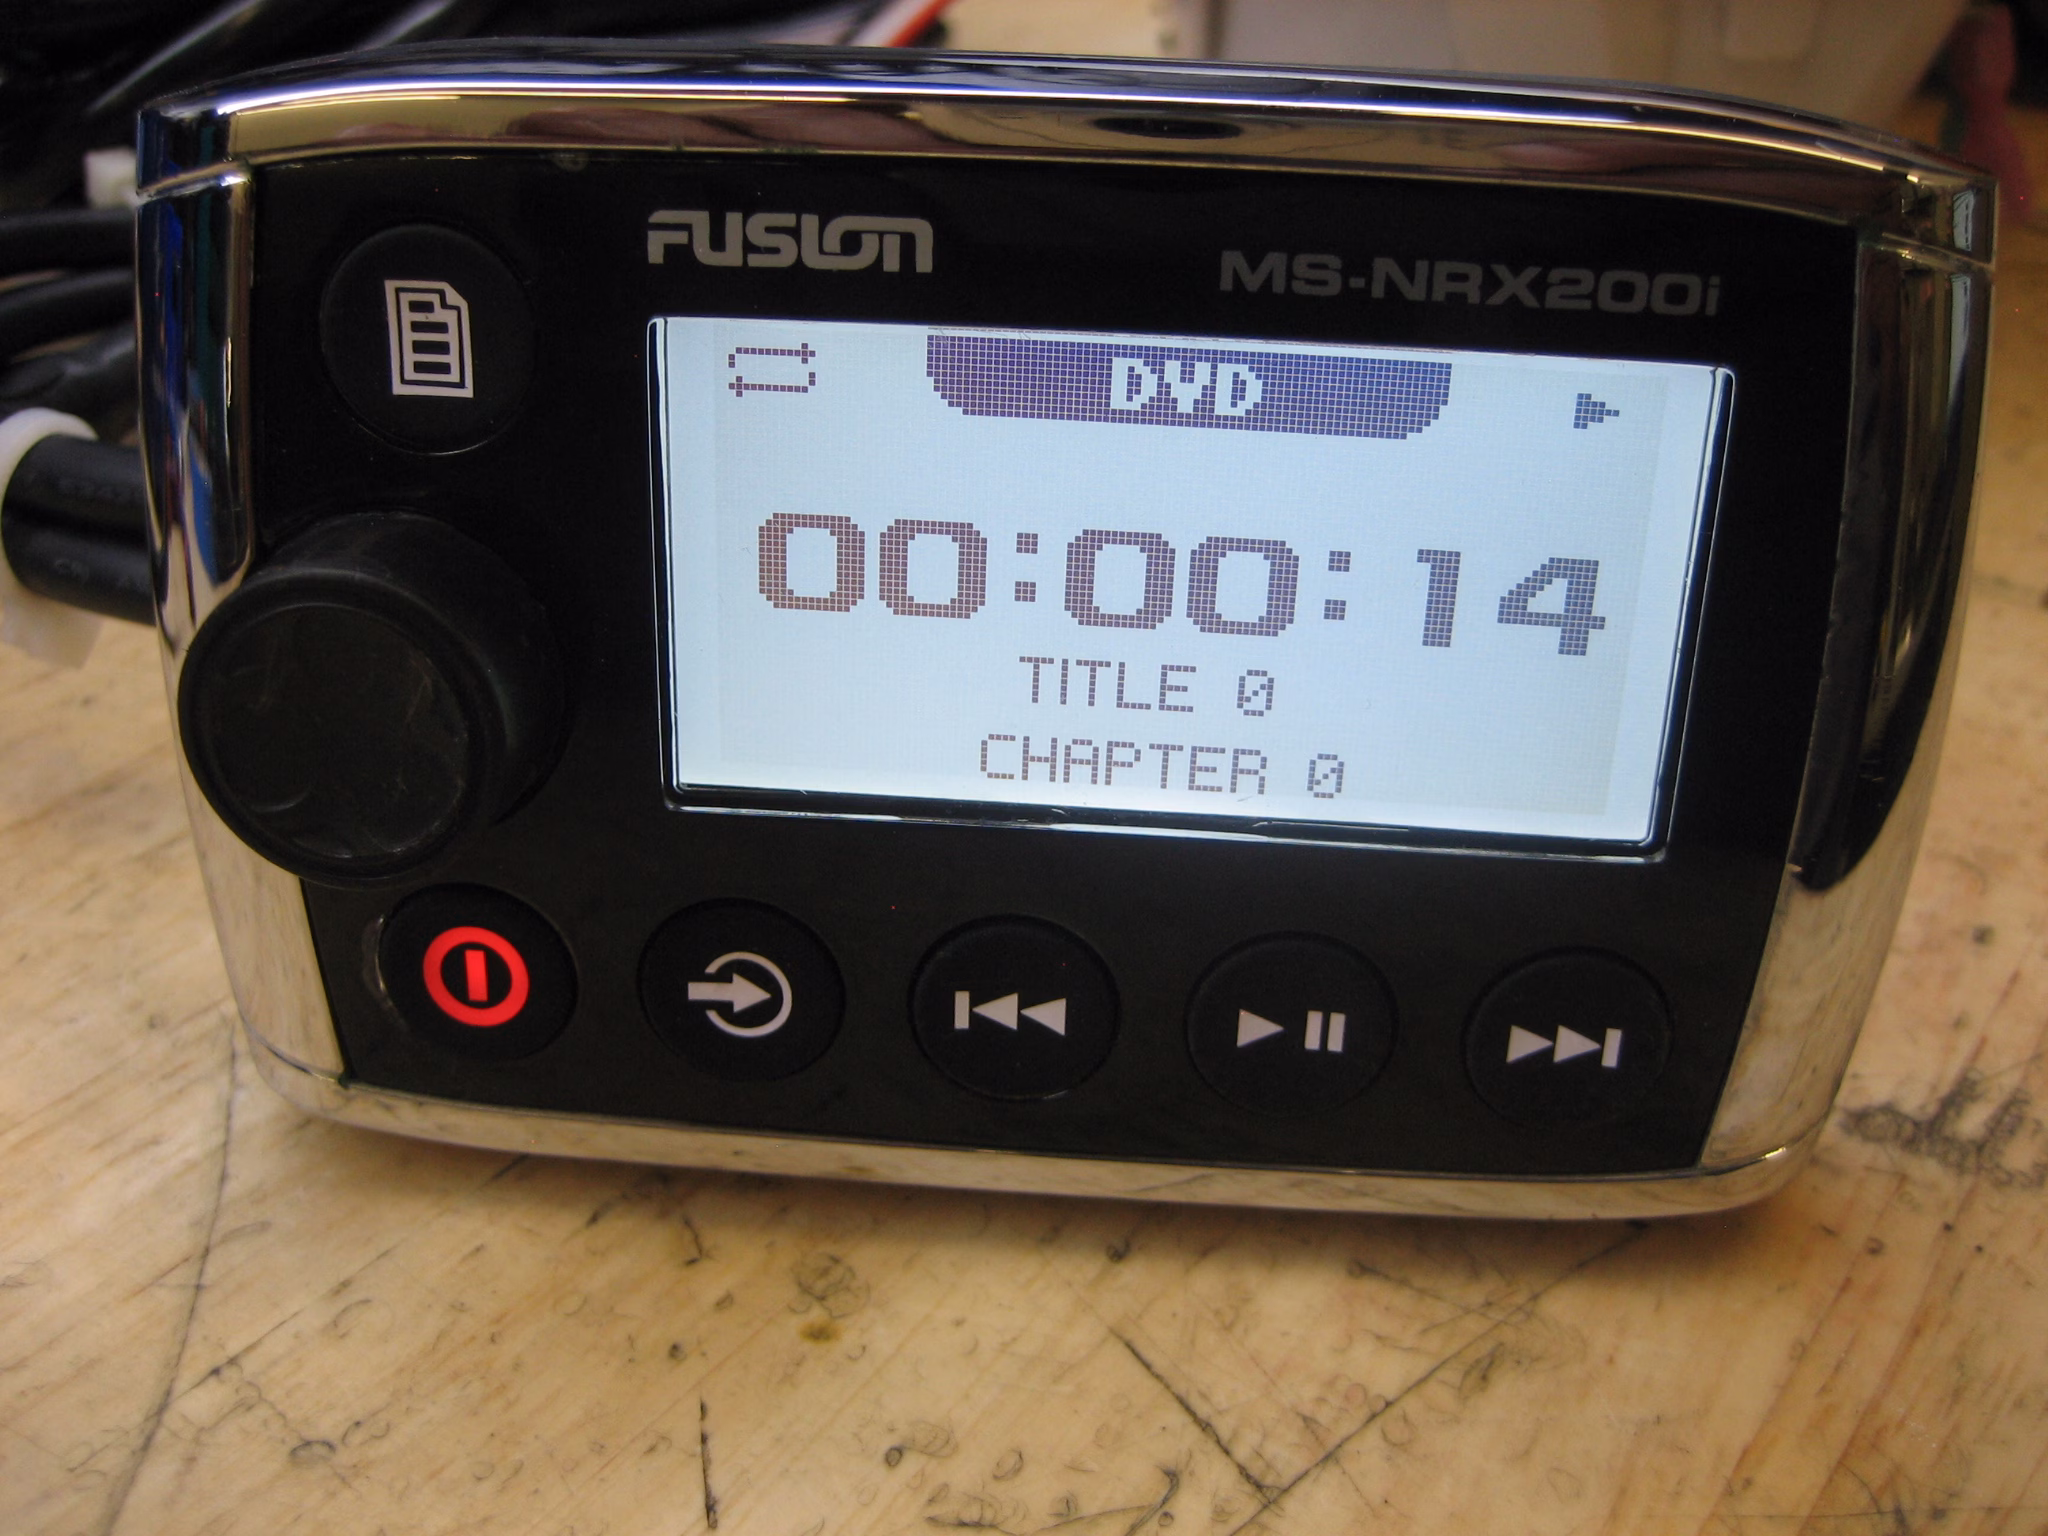 FUSION
MS-NRX200i
DVD
00:00:14
TITLE 0
CHAPTER 0